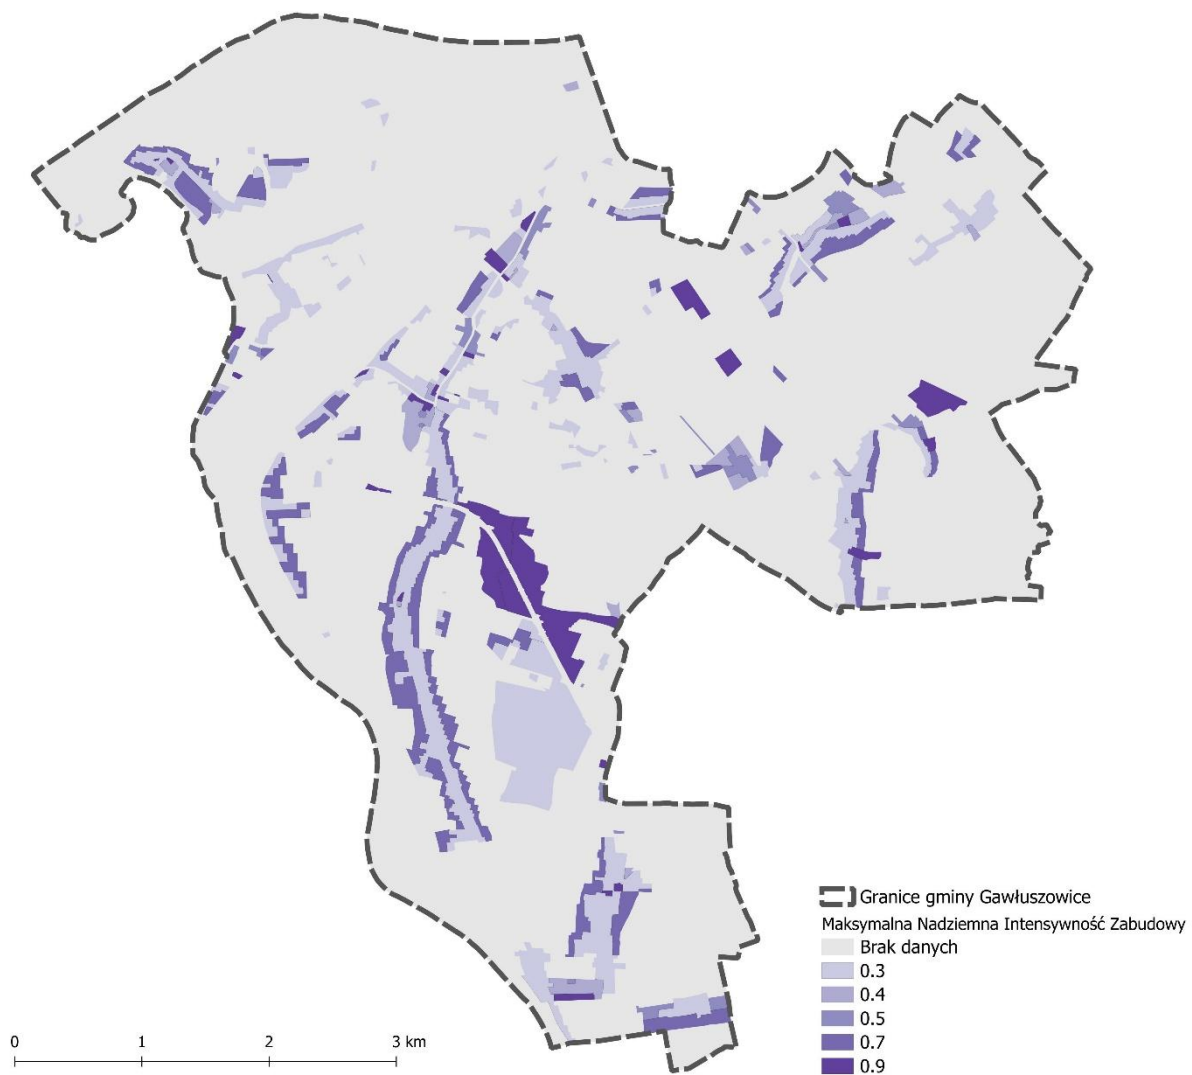 Granice gminy Gawłuszowice
Maksymalna Nadziemna Intensywność Zabudowy
Brak danych
0.3
0.4
0.5
0.7
0.9
0 1 2 3 km